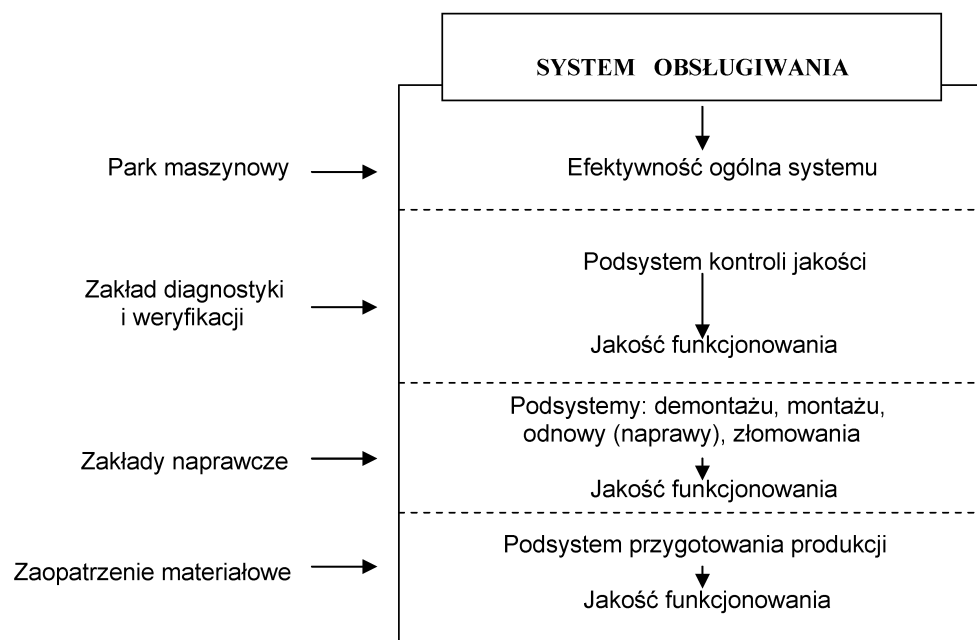 SYSTEM OBSŁUGIWANIA
Park maszynowy
Efektywność ogólna systemu
Zakład diagnostyki
i weryfikacji
Podsystem kontroli jakości
Jakość funkcjonowania
Zakłady naprawcze
Podsystemy: demontażu, montażu,
odnowy (naprawy), złomowania
Jakość funkcjonowania
Zaopatrzenie materiałowe
Podsystem przygotowania produkcji
Jakość funkcjonowania